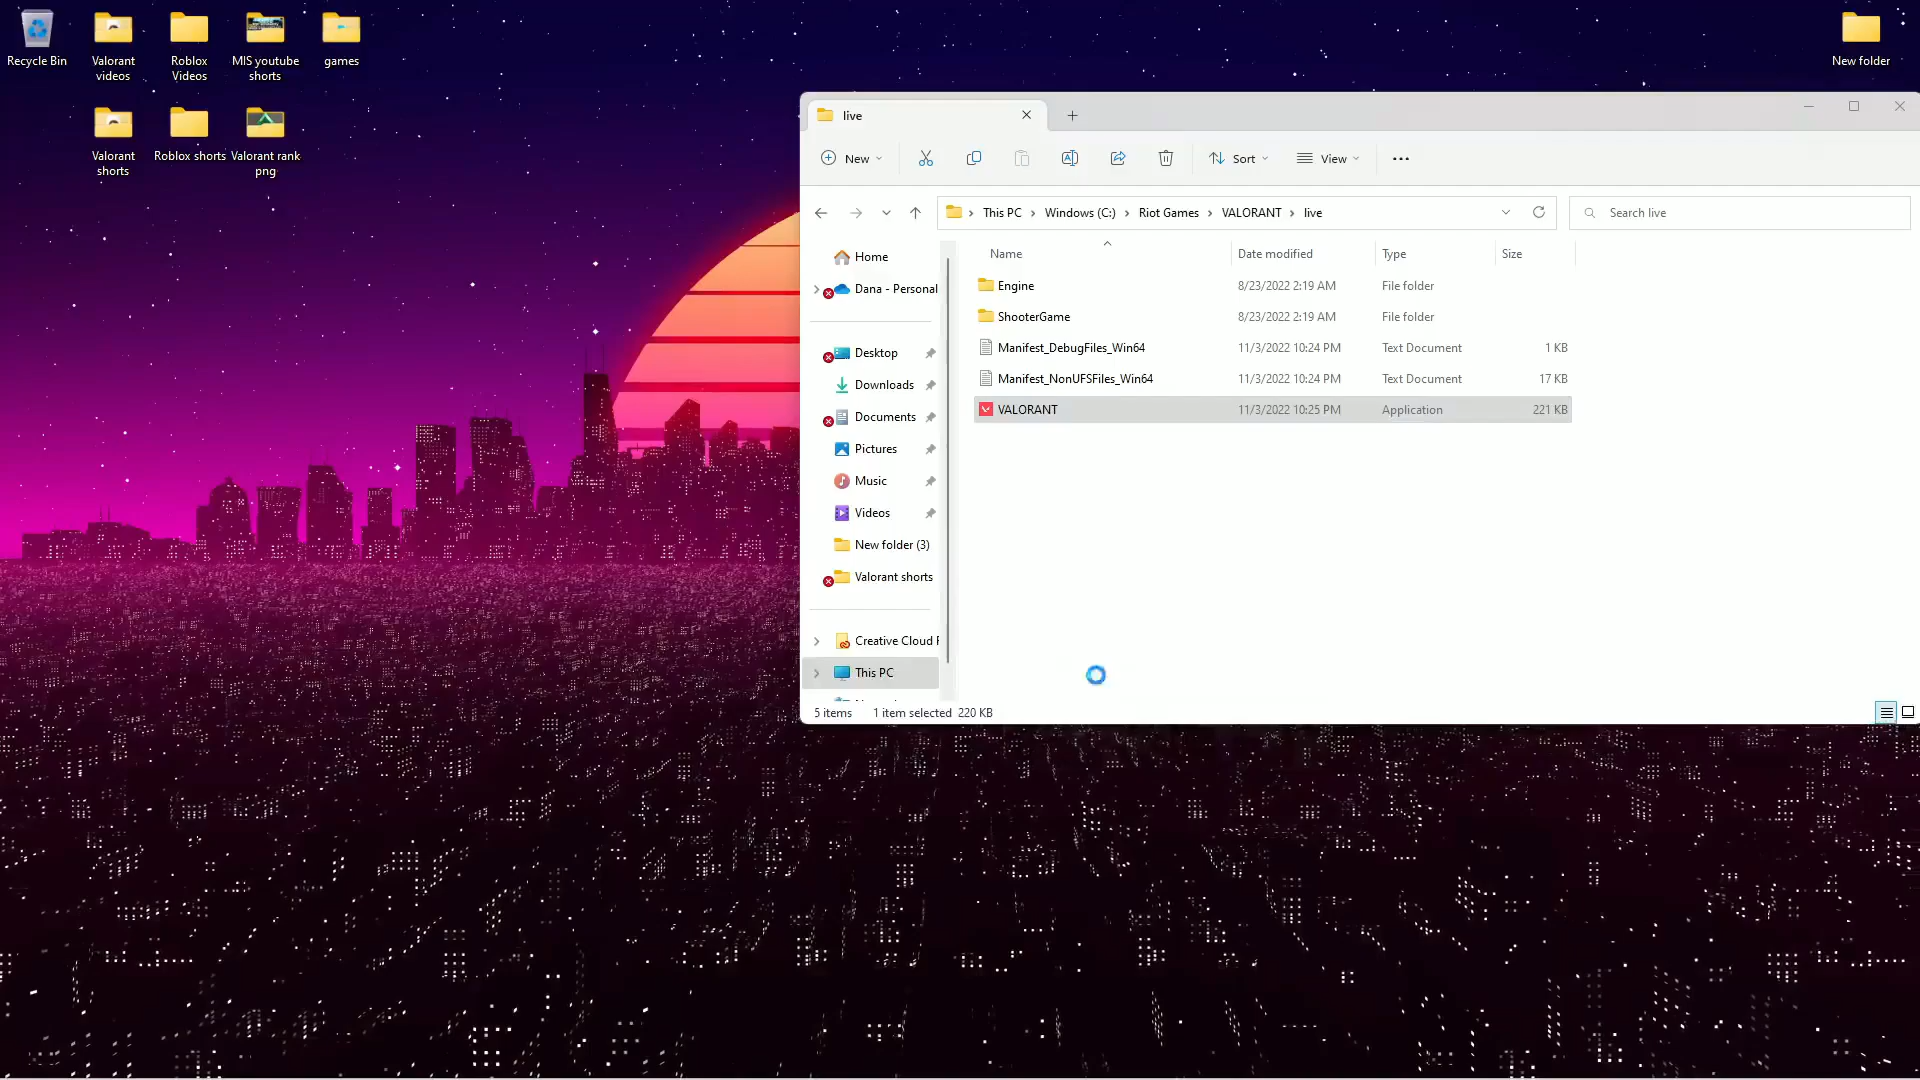 Recycle Bin
Valorant
videos
Roblox
Videos
MIS youtube
shorts
games
New folder
Valorant
shorts
Roblox shorts
Valorant rank
png
live
New
Sort
View
This PC
Windows (C:)
Riot Games
VALORANT
live
Search live
Name
Date modified
Type
Size
Home
Dana - Personal
Desktop
Downloads
Documents
Pictures
Music
Videos
New folder (3)
Valorant shorts
Creative Cloud F
This PC
Engine 8/23/2022 2:19 AM File folder
ShooterGame 8/23/2022 2:19 AM File folder
Manifest_DebugFiles_Win64 11/3/2022 10:24 PM Text Document 1 KB
Manifest_NonUFSFiles_Win64 11/3/2022 10:24 PM Text Document 17 KB
VALORANT 11/3/2022 10:25 PM Application 221 KB
5 items 1 item selected 220 KB